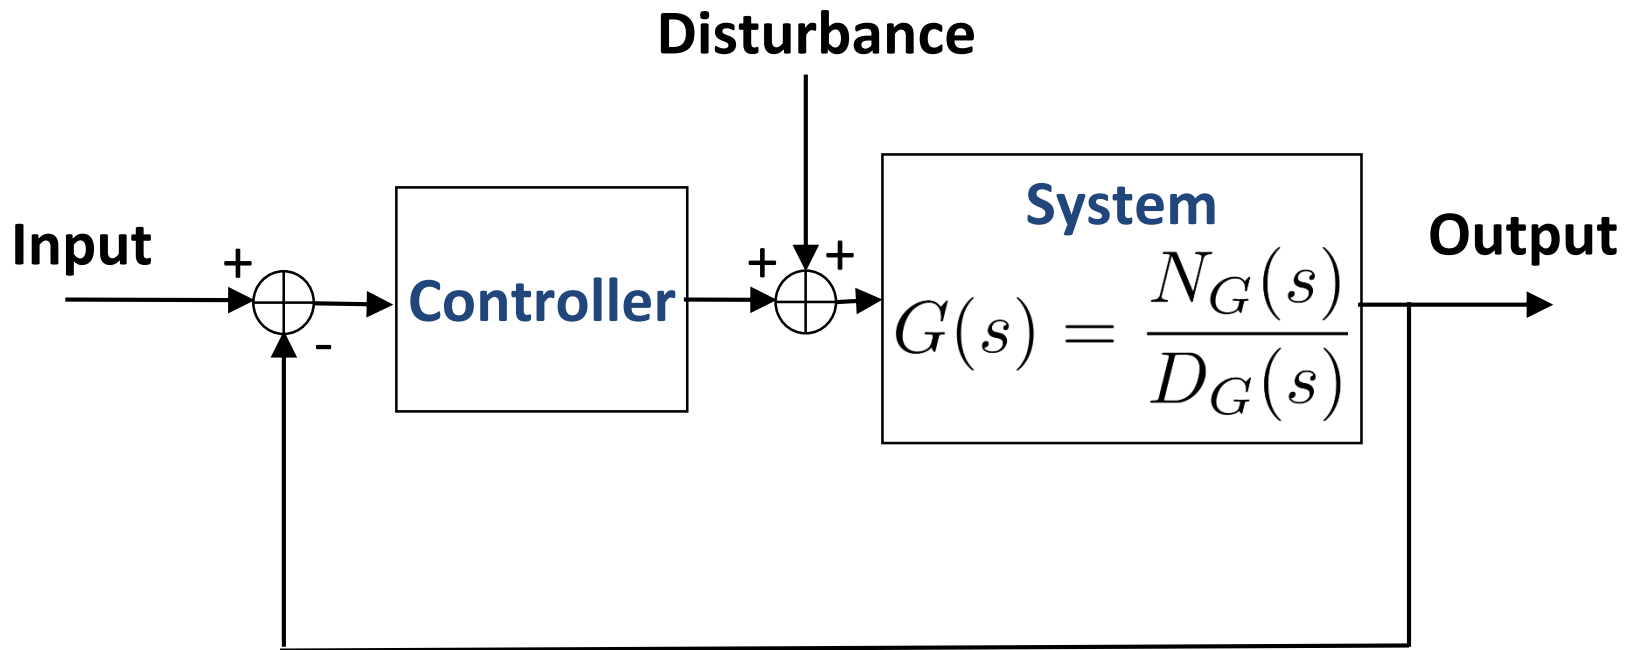 Disturbance
Input
+
-
Controller
+
+
System
G(s) = N_G(s) / D_G(s)
Output